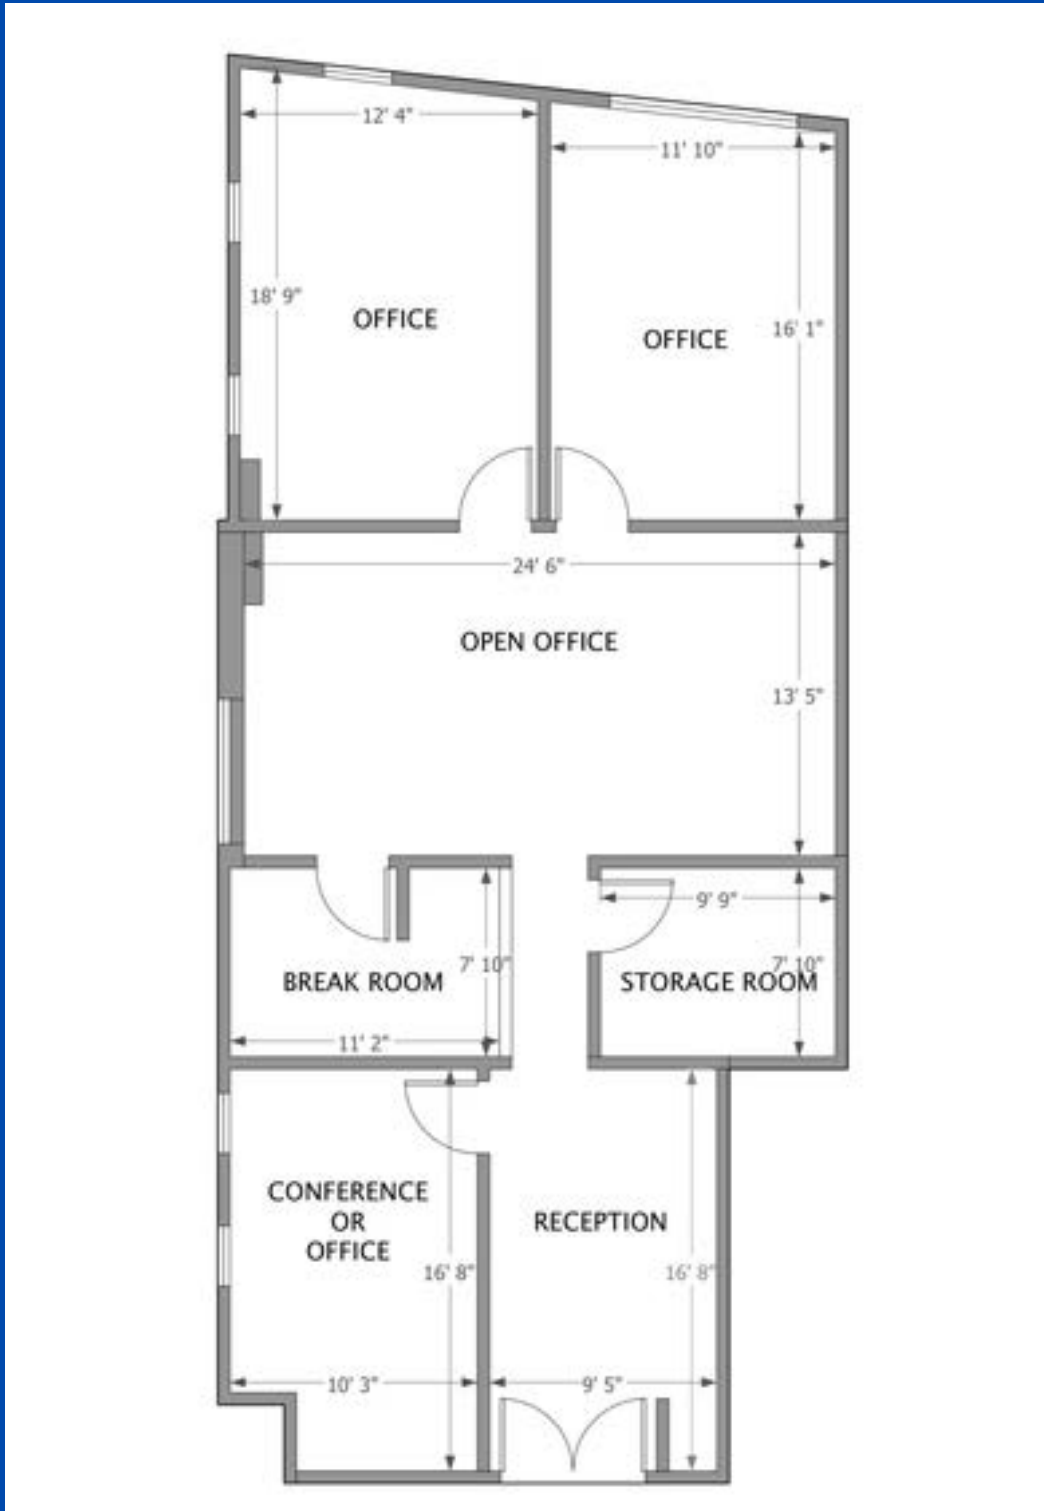 12' 4"
11' 10"
18' 9"
OFFICE
16' 1"
OFFICE
24' 6"
OPEN OFFICE
13' 5"
9' 9"
7' 10"
7' 10"
BREAK ROOM
STORAGE ROOM
11' 2"
CONFERENCE
OR
OFFICE
RECEPTION
16' 8"
16' 8"
10' 3"
9' 5"